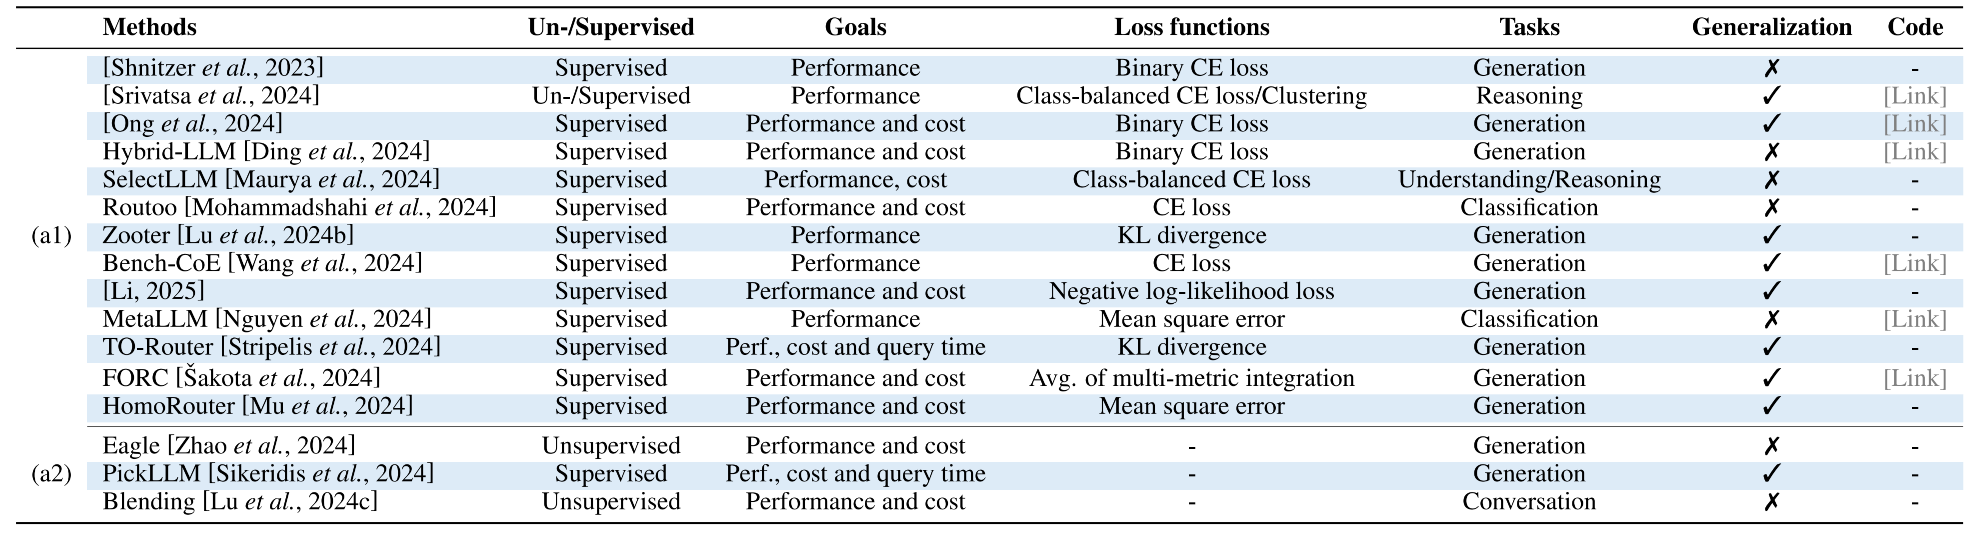 Methods Un-/Supervised Goals Loss functions Tasks Generalization Code
[Shnitzer et al., 2023] Supervised Performance Binary CE loss Generation ✗ -
[Srivatsa et al., 2024] Un-/Supervised Performance Class-balanced CE loss/Clustering Reasoning ✓ [Link]
[Ong et al., 2024] Supervised Performance and cost Binary CE loss Generation ✓ [Link]
Hybrid-LLM [Ding et al., 2024] Supervised Performance and cost Binary CE loss Generation ✗ [Link]
SelectLLM [Maurya et al., 2024] Supervised Performance, cost Class-balanced CE loss Understanding/Reasoning ✗ -
Routoo [Mohammadshahi et al., 2024] Supervised Performance and cost CE loss Classification ✗ -
(a1) Zooter [Lu et al., 2024b] Supervised Performance KL divergence Generation ✓ -
Bench-CoE [Wang et al., 2024] Supervised Performance CE loss Generation ✓ [Link]
[Li, 2025] Supervised Performance and cost Negative log-likelihood loss Generation ✓ -
MetaLLM [Nguyen et al., 2024] Supervised Performance Mean square error Classification ✗ [Link]
TO-Router [Stripelis et al., 2024] Supervised Perf., cost and query time KL divergence Generation ✓ -
FORC [Šakota et al., 2024] Supervised Performance and cost Avg. of multi-metric integration Generation ✓ [Link]
HomoRouter [Mu et al., 2024] Supervised Performance and cost Mean square error Generation ✓ -
Eagle [Zhao et al., 2024] Unsupervised Performance and cost - Generation ✗ -
(a2) PickLLM [Sikeridis et al., 2024] Supervised Perf., cost and query time - Generation ✓ -
Blending [Lu et al., 2024c] Unsupervised Performance and cost - Conversation ✗ -